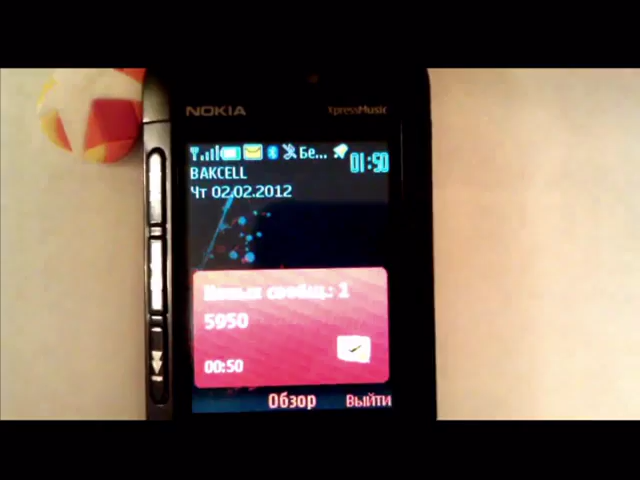 NOKIA XpressMusic
Бе... 01:50
BAKCELL
Чт 02.02.2012
Новых сообщ.: 1
5950
00:50
Обзор Выйти